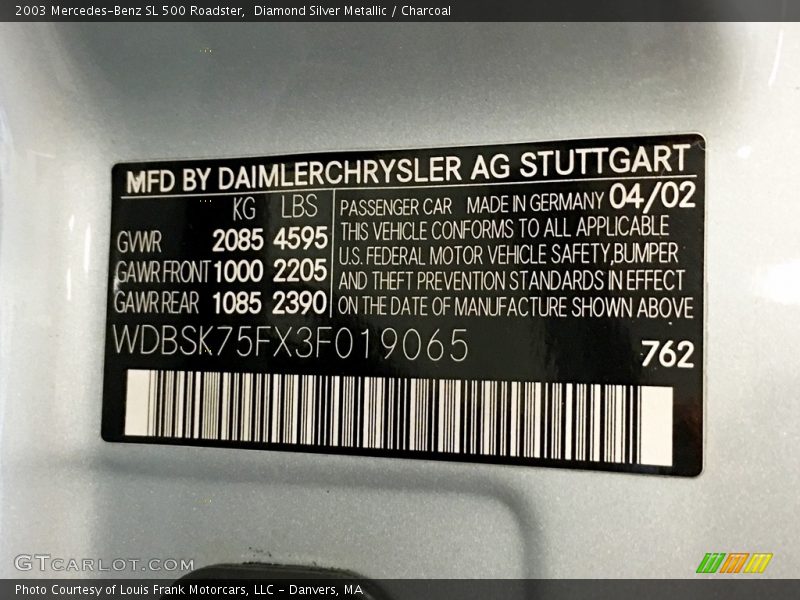 2003 Mercedes-Benz SL 500 Roadster, Diamond Silver Metallic / Charcoal
MFD BY DAIMLERCHRYSLER AG STUTTGART
KG LBS
GVWR 2085 4595
GAWR FRONT 1000 2205
GAWR REAR 1085 2390
PASSENGER CAR MADE IN GERMANY 04/02
THIS VEHICLE CONFORMS TO ALL APPLICABLE
U.S. FEDERAL MOTOR VEHICLE SAFETY, BUMPER
AND THEFT PREVENTION STANDARDS IN EFFECT
ON THE DATE OF MANUFACTURE SHOWN ABOVE
WDBSK75FX3F019065
762
GTCARLOT.COM
Photo Courtesy of Louis Frank Motorcars, LLC - Danvers, MA